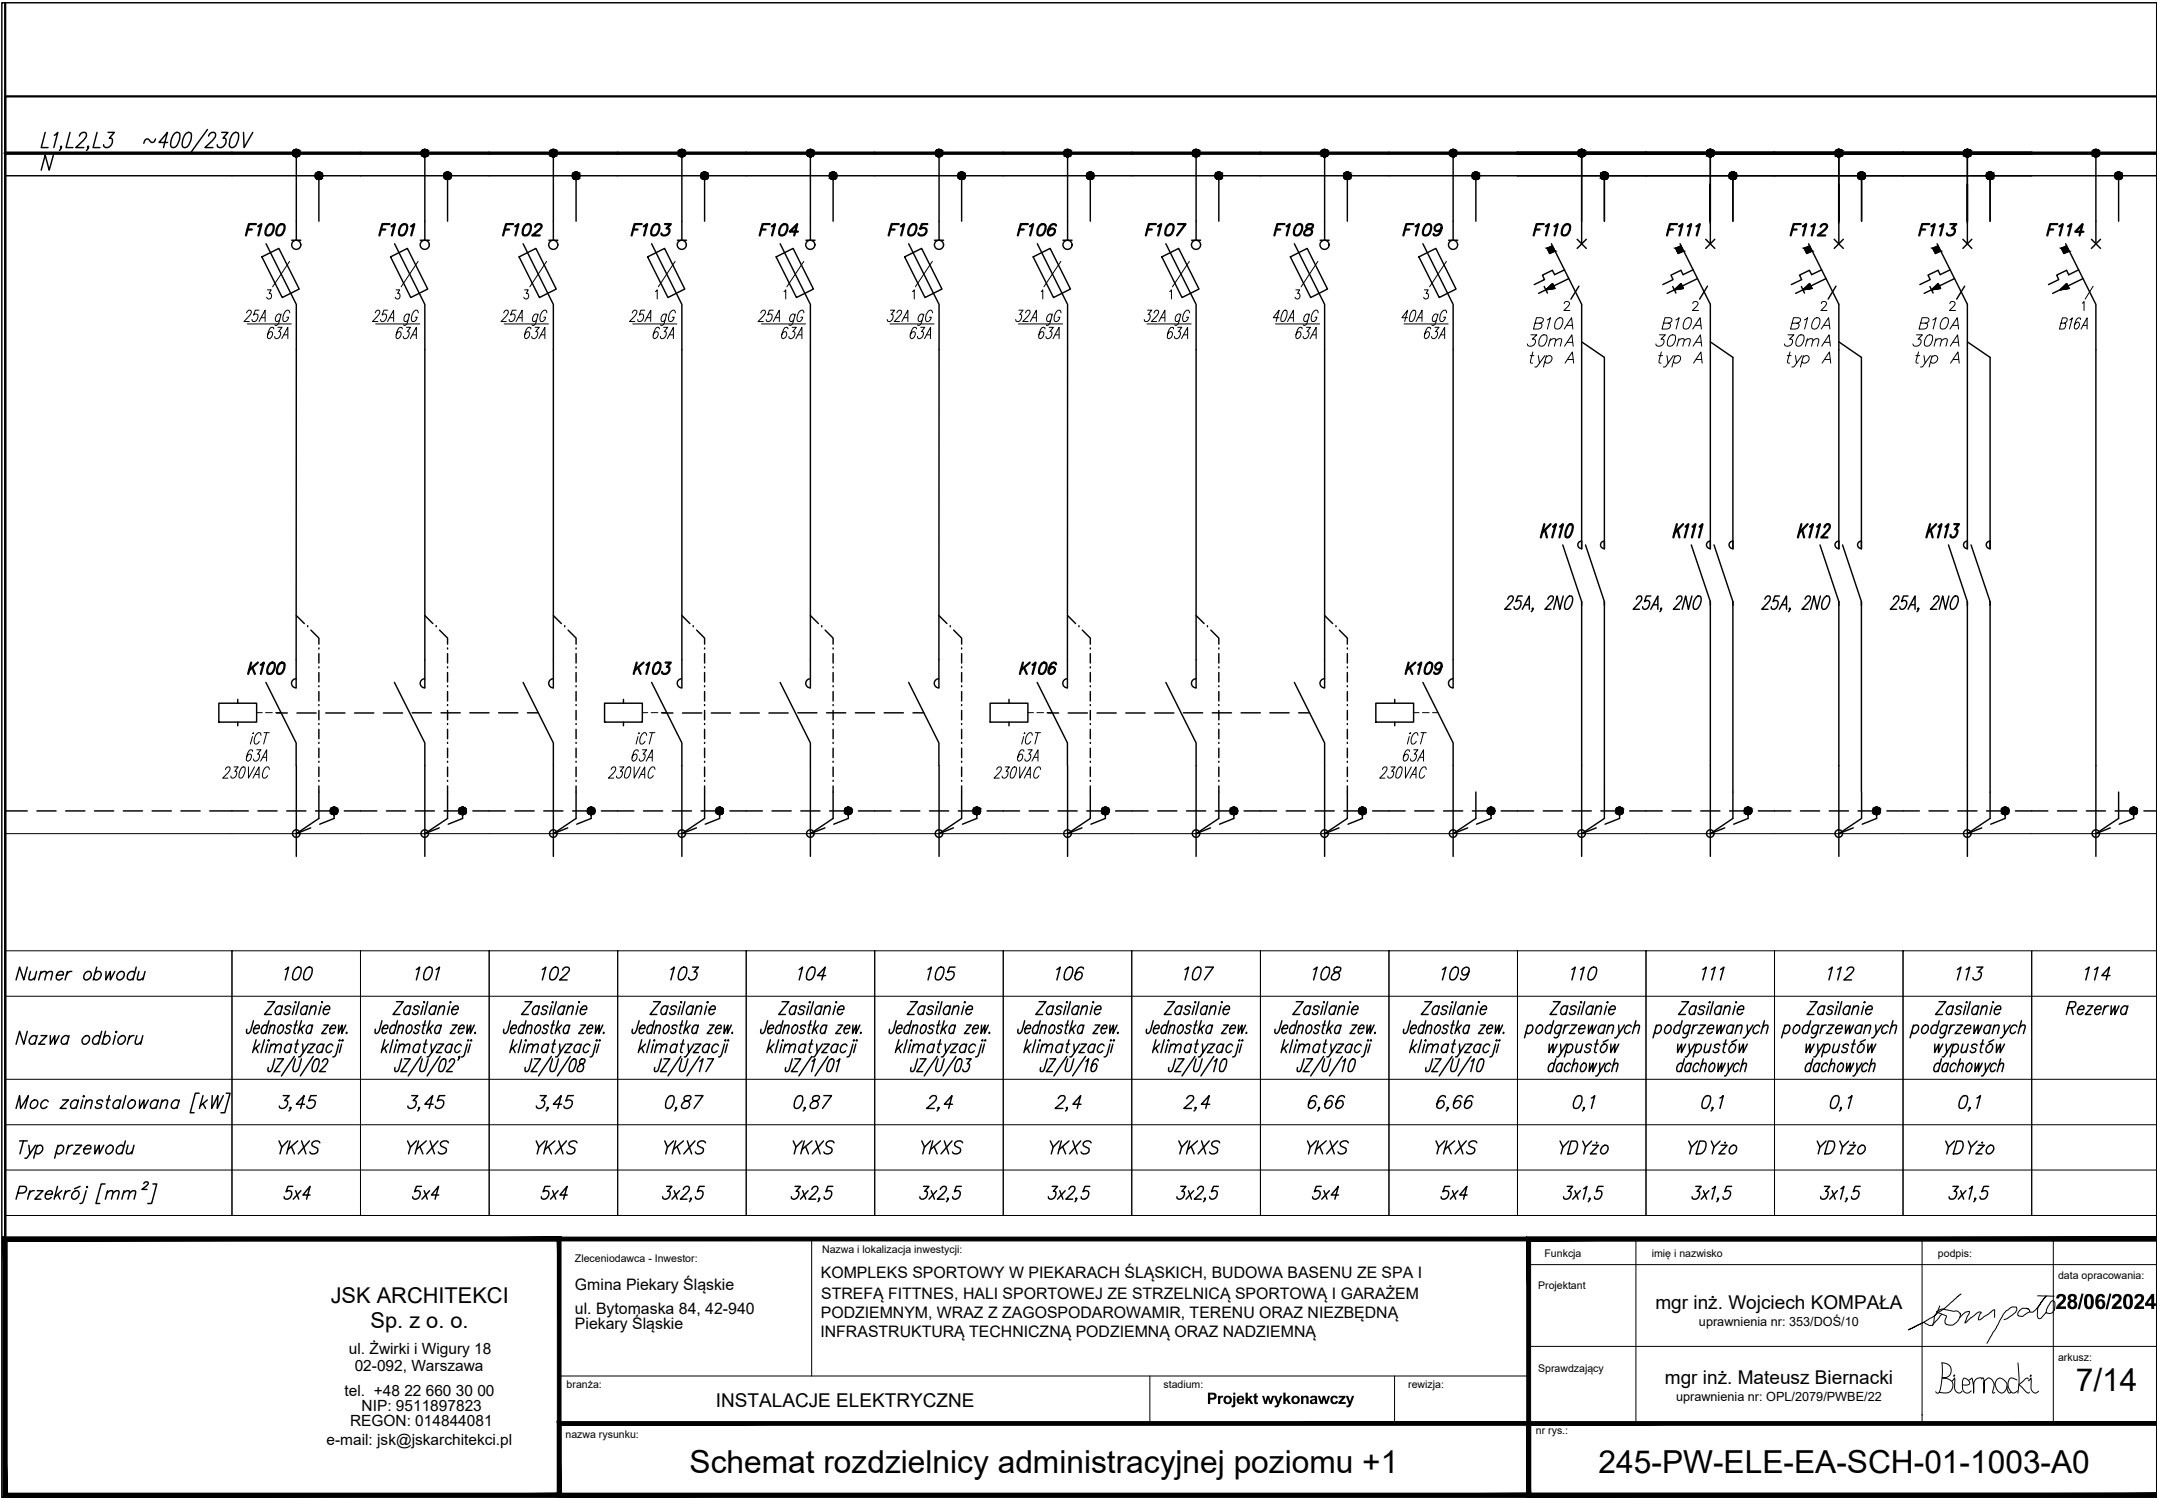 L1,L2,L3 ~400/230V
N
F100 F101 F102 F103 F104 F105 F106 F107 F108 F109 F110 F111 F112 F113 F114
3 3 3 1 1 1 1 1 3 3 2 2 2 2 1
25A gG 25A gG 25A gG 25A gG 25A gG 32A gG 32A gG 32A gG 40A gG 40A gG B10A B10A B10A B10A B16A
63A 63A 63A 63A 63A 63A 63A 63A 63A 63A 30mA 30mA 30mA 30mA
typ A typ A typ A typ A
K110 K111 K112 K113
25A, 2NO 25A, 2NO 25A, 2NO 25A, 2NO
K100 K103 K106 K109
iCT iCT iCT iCT
63A 63A 63A 63A
230VAC 230VAC 230VAC 230VAC
Numer obwodu 100 101 102 103 104 105 106 107 108 109 110 111 112 113 114
Nazwa odbioru
Zasilanie Zasilanie Zasilanie Zasilanie Zasilanie Zasilanie Zasilanie Zasilanie Zasilanie Zasilanie Zasilanie Zasilanie Zasilanie Zasilanie Rezerwa
Jednostka zew. Jednostka zew. Jednostka zew. Jednostka zew. Jednostka zew. Jednostka zew. Jednostka zew. Jednostka zew. Jednostka zew. Jednostka zew. podgrzewanych podgrzewanych podgrzewanych podgrzewanych
klimatyzacji klimatyzacji klimatyzacji klimatyzacji klimatyzacji klimatyzacji klimatyzacji klimatyzacji klimatyzacji klimatyzacji wypustów wypustów wypustów wypustów
JZ/U/02 JZ/U/02' JZ/U/08 JZ/U/17 JZ/1/01 JZ/U/03 JZ/U/16 JZ/U/10 JZ/U/10 JZ/U/10 dachowych dachowych dachowych dachowych
Moc zainstalowana [kW] 3,45 3,45 3,45 0,87 0,87 2,4 2,4 2,4 6,66 6,66 0,1 0,1 0,1 0,1
Typ przewodu YKXS YKXS YKXS YKXS YKXS YKXS YKXS YKXS YKXS YKXS YDYżo YDYżo YDYżo YDYżo
Przekrój [mm²] 5x4 5x4 5x4 3x2,5 3x2,5 3x2,5 3x2,5 3x2,5 5x4 5x4 3x1,5 3x1,5 3x1,5 3x1,5
JSK ARCHITEKCI
Sp. z o. o.
ul. Żwirki i Wigury 18
02-092, Warszawa
tel. +48 22 660 30 00
NIP: 9511897823
REGON: 014844081
e-mail: jsk@jskarchitekci.pl
Zleceniodawca - Inwestor:
Gmina Piekary Śląskie
ul. Bytomaska 84, 42-940
Piekary Śląskie
Nazwa i lokalizacja inwestycji:
KOMPLEKS SPORTOWY W PIEKARACH ŚLĄSKICH, BUDOWA BASENU ZE SPA I
STREFĄ FITTNES, HALI SPORTOWEJ ZE STRZELNICĄ SPORTOWĄ I GARAŻEM
PODZIEMNYM, WRAZ Z ZAGOSPODAROWAMIR, TERENU ORAZ NIEZBĘDNĄ
INFRASTRUKTURĄ TECHNICZNĄ PODZIEMNĄ ORAZ NADZIEMNĄ
branża:
INSTALACJE ELEKTRYCZNE
stadium:
Projekt wykonawczy
rewizja:
nazwa rysunku:
Schemat rozdzielnicy administracyjnej poziomu +1
Funkcja imię i nazwisko podpis:
Projektant
mgr inż. Wojciech KOMPAŁA
uprawnienia nr: 353/DOŚ/10
Kompała
data opracowania:
28/06/2024
Sprawdzający
mgr inż. Mateusz Biernacki
uprawnienia nr: OPL/2079/PWBE/22
Biernacki
arkusz:
7/14
nr rys.:
245-PW-ELE-EA-SCH-01-1003-A0